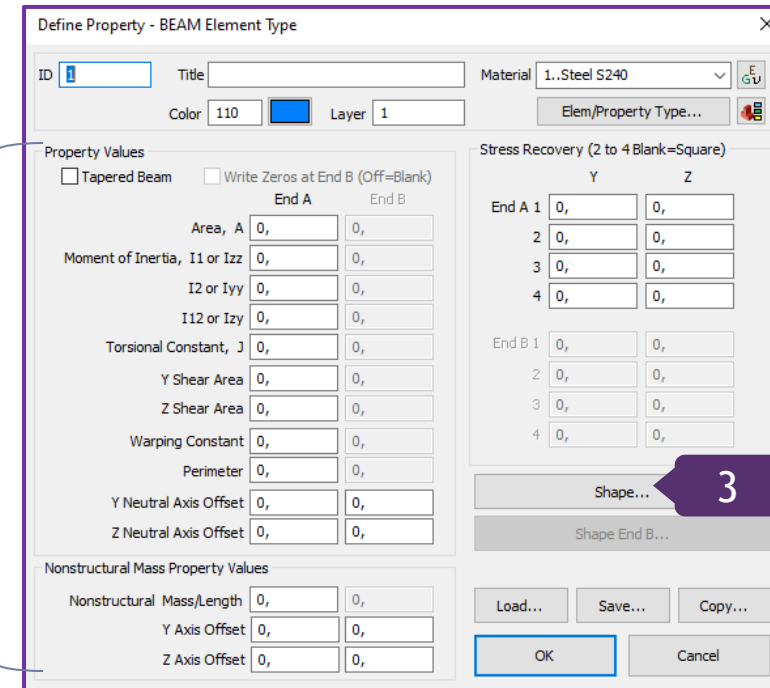 Define Property - BEAM Element Type
ID 1 Title Material 1..Steel S240
Color 110 Layer 1 Elem/Property Type...
Property Values
Tapered Beam Write Zeros at End B (Off=Blank)
End A End B
Area, A 0, 0,
Moment of Inertia, I1 or Izz 0, 0,
I2 or Iyy 0, 0,
I12 or Izy 0, 0,
Torsional Constant, J 0, 0,
Y Shear Area 0, 0,
Z Shear Area 0, 0,
Warping Constant 0, 0,
Perimeter 0, 0,
Y Neutral Axis Offset 0, 0,
Z Neutral Axis Offset 0, 0,
Nonstructural Mass Property Values
Nonstructural Mass/Length 0, 0,
Y Axis Offset 0, 0,
Z Axis Offset 0, 0,
Stress Recovery (2 to 4 Blank=Square)
Y Z
End A 1 0, 0,
2 0, 0,
3 0, 0,
4 0, 0,
End B 1 0, 0,
2 0, 0,
3 0, 0,
4 0, 0,
Shape... 3
Shape End B...
Load... Save... Copy...
OK Cancel
E
G ν